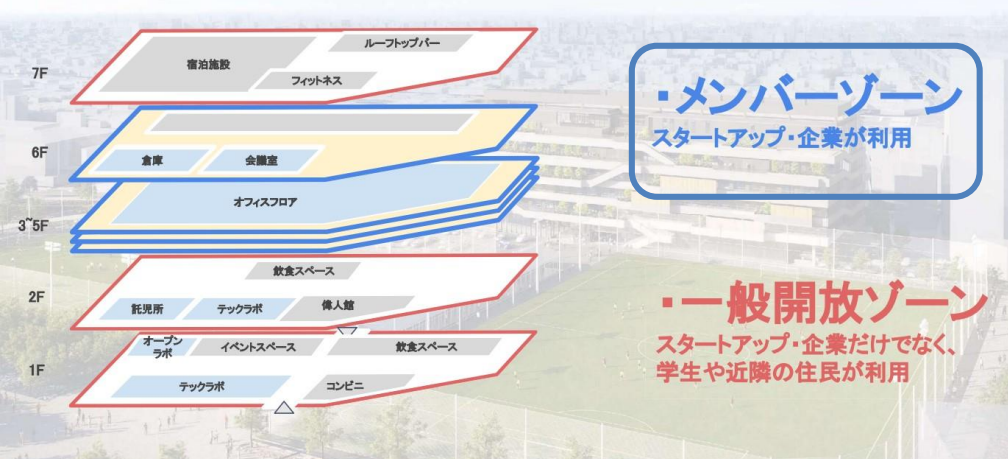 7F
宿泊施設
ルーフトップバー
フィットネス
6F
倉庫
会議室
3~5F
オフィスフロア
2F
飲食スペース
託児所
テックラボ
偉人館
1F
オープン
ラボ
イベントスペース
飲食スペース
テックラボ
コンビニ
・メンバーゾーン
スタートアップ・企業が利用
・一般開放ゾーン
スタートアップ・企業だけでなく、
学生や近隣の住民が利用